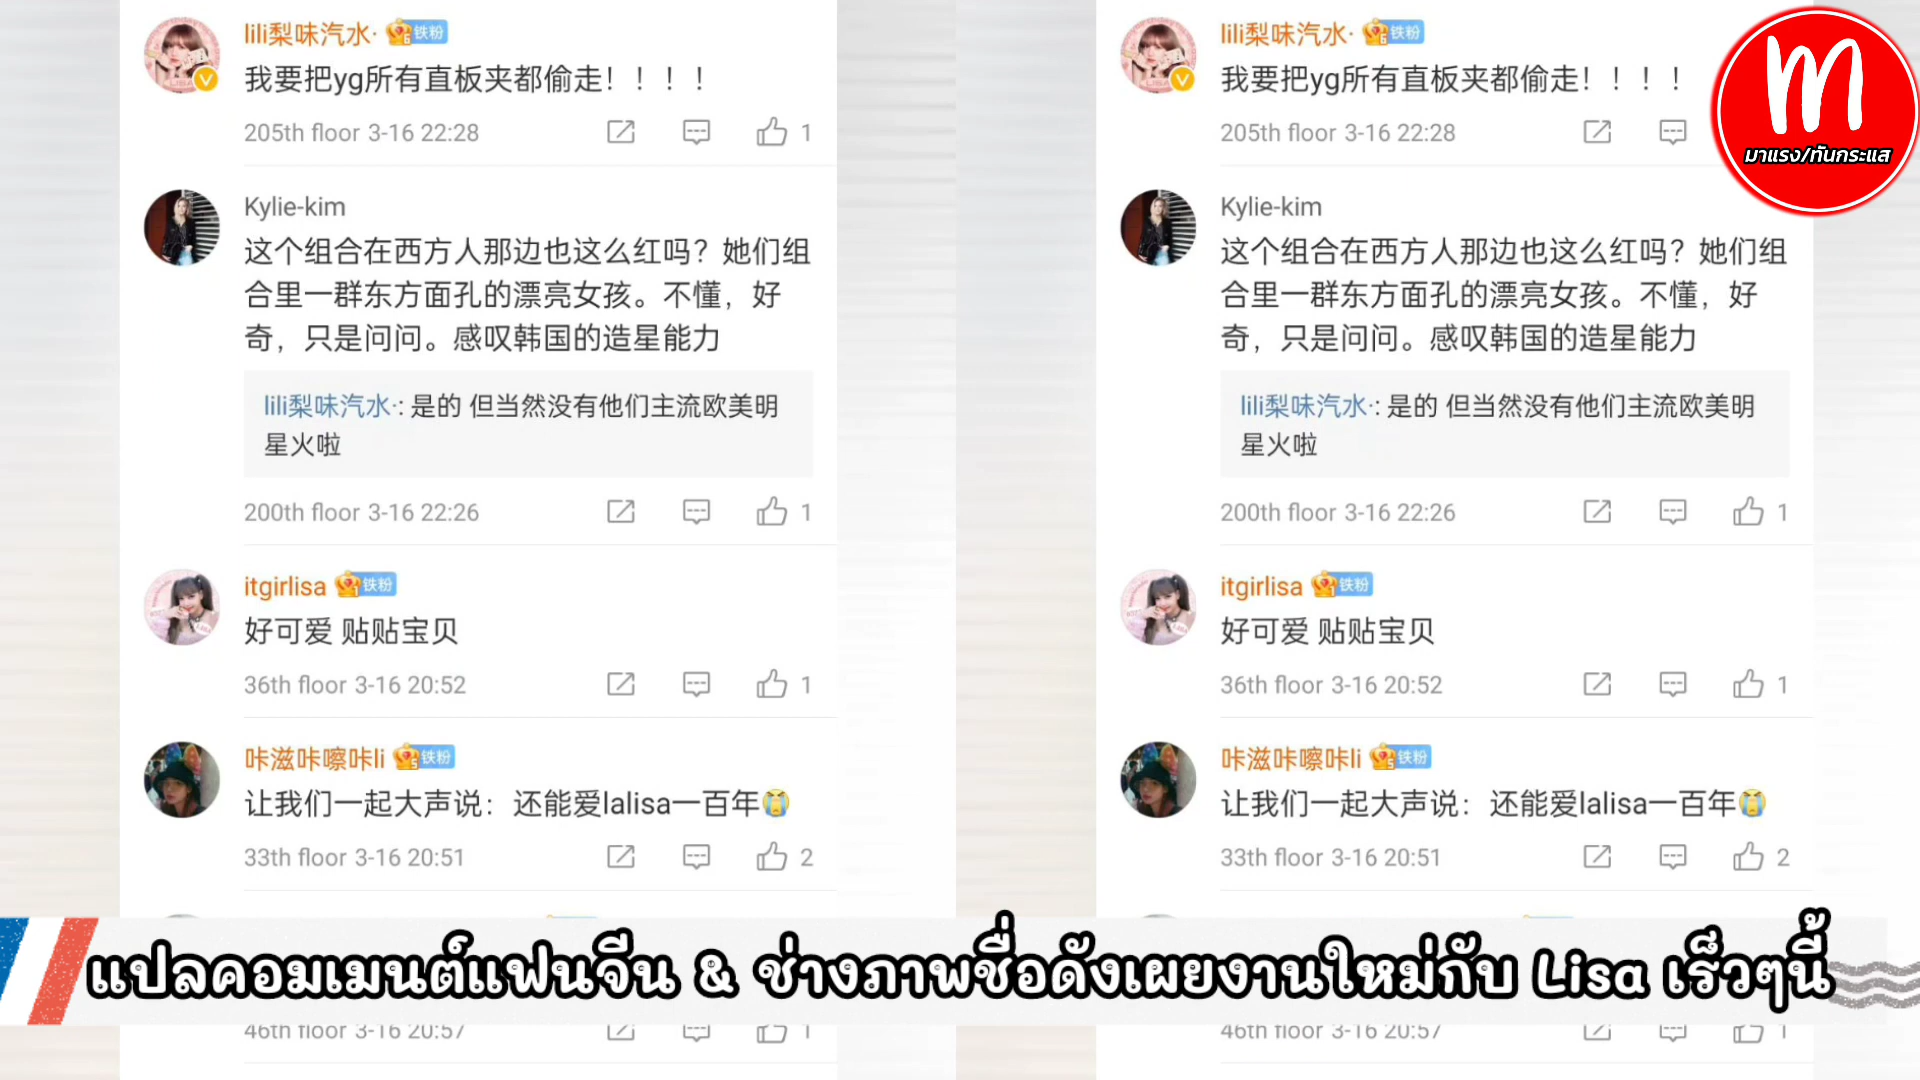 lili梨味汽水· 铁粉
我要把yg所有直板夹都偷走！！！！
205th floor 3-16 22:28 1
Kylie-kim
这个组合在西方人那边也这么红吗？她们组
合里一群东方面孔的漂亮女孩。不懂，好
奇，只是问问。感叹韩国的造星能力
lili梨味汽水·: 是的 但当然没有他们主流欧美明
星火啦
200th floor 3-16 22:26 1
itgirlisa 铁粉
好可爱 贴贴宝贝
36th floor 3-16 20:52 1
咔滋咔嚓咔li 铁粉
让我们一起大声说：还能爱lalisa一百年😭
33th floor 3-16 20:51 2
46th floor 3-16 20:57 1
lili梨味汽水· 铁粉
我要把yg所有直板夹都偷走！！！！
205th floor 3-16 22:28
Kylie-kim
这个组合在西方人那边也这么红吗？她们组
合里一群东方面孔的漂亮女孩。不懂，好
奇，只是问问。感叹韩国的造星能力
lili梨味汽水·: 是的 但当然没有他们主流欧美明
星火啦
200th floor 3-16 22:26 1
itgirlisa 铁粉
好可爱 贴贴宝贝
36th floor 3-16 20:52 1
咔滋咔嚓咔li 铁粉
让我们一起大声说：还能爱lalisa一百年😭
33th floor 3-16 20:51 2
46th floor 3-16 20:57 1
m
มาแรง/ทันกระแส
แปลคอมเมนต์แฟนจีน & ช่างภาพชื่อดังเผยงานใหม่กับ Lisa เร็วๆนี้